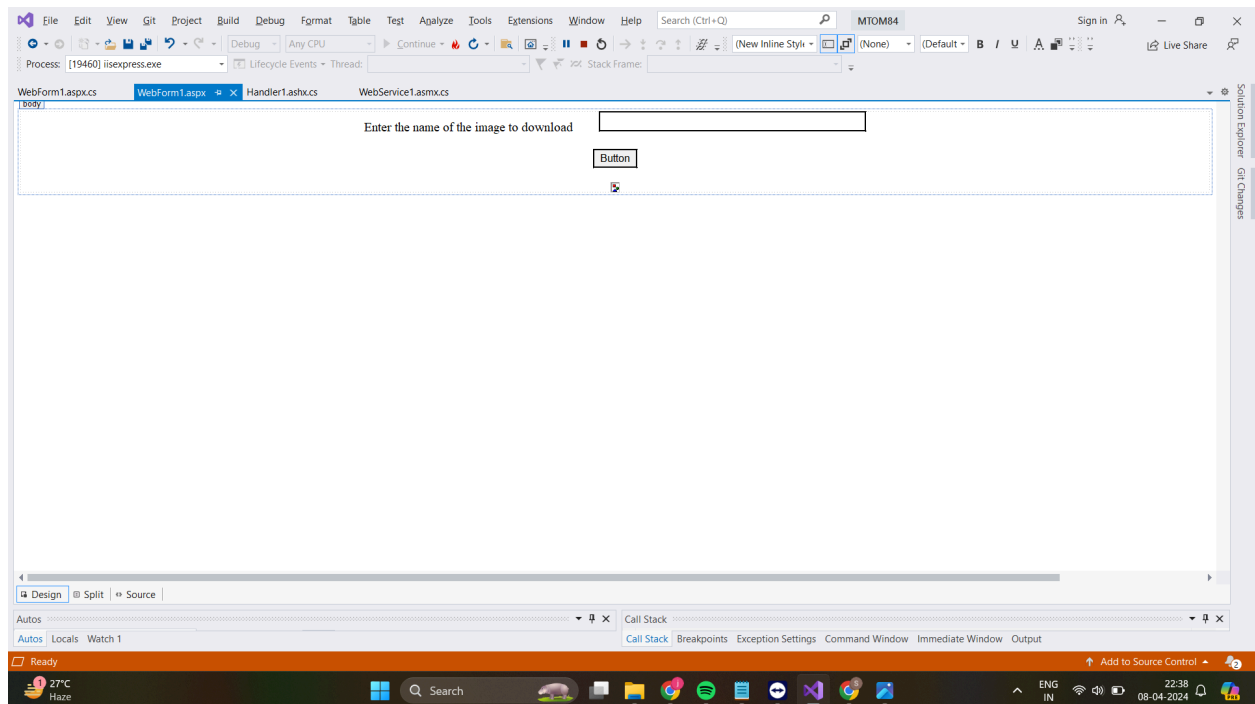 File Edit View Git Project Build Debug Format Table Test Analyze Tools Extensions Window Help Search (Ctrl+Q) MTOM84 Sign in
Debug Any CPU Continue (New Inline Style (None) (Default B I U A Live Share
Process: [19460] iisexpress.exe Lifecycle Events Thread: Stack Frame:
WebForm1.aspx.cs WebForm1.aspx Handler1.ashx.cs WebService1.asmx.cs
body
Enter the name of the image to download
Button
Solution Explorer Git Changes
Design Split Source
Autos Call Stack
Autos Locals Watch 1 Call Stack Breakpoints Exception Settings Command Window Immediate Window Output
Ready Add to Source Control 2
1 27°C Search ENG 22:38
Haze IN 08-04-2024